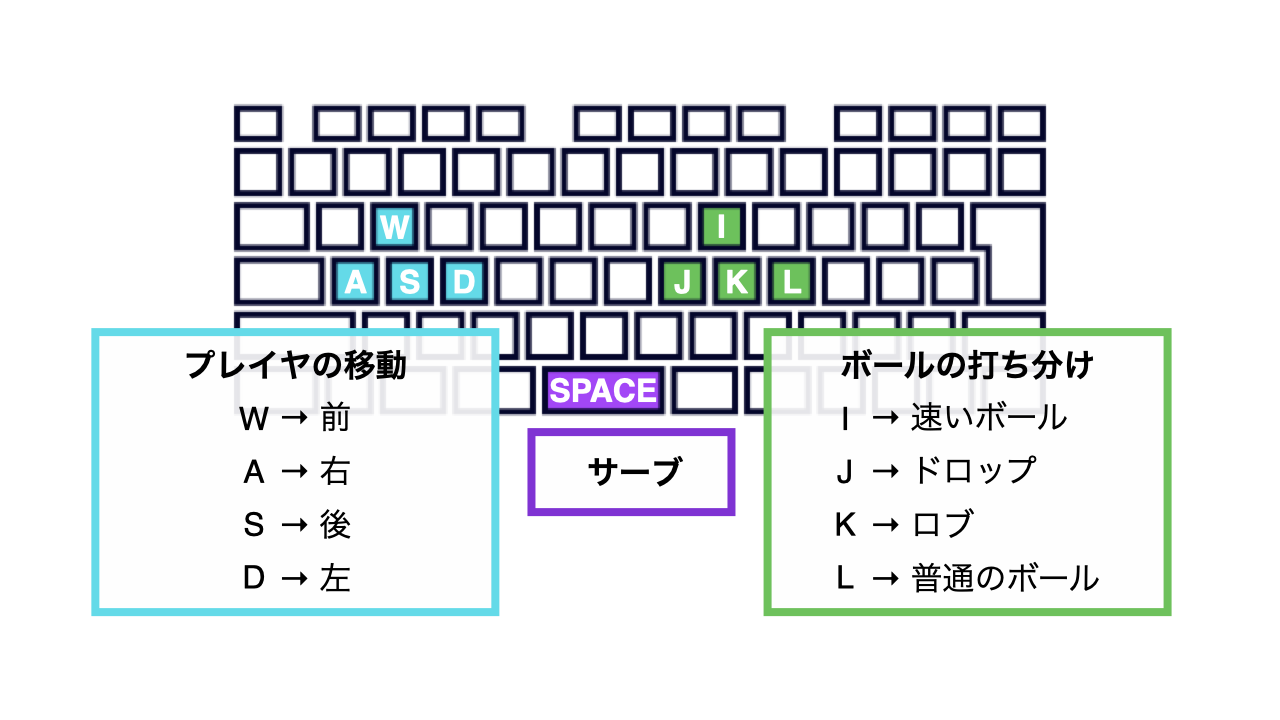 W
I
A
S
D
J
K
L
SPACE
プレイヤの移動
W → 前
A → 右
S → 後
D → 左
サーブ
ボールの打ち分け
I → 速いボール
J → ドロップ
K → ロブ
L → 普通のボール